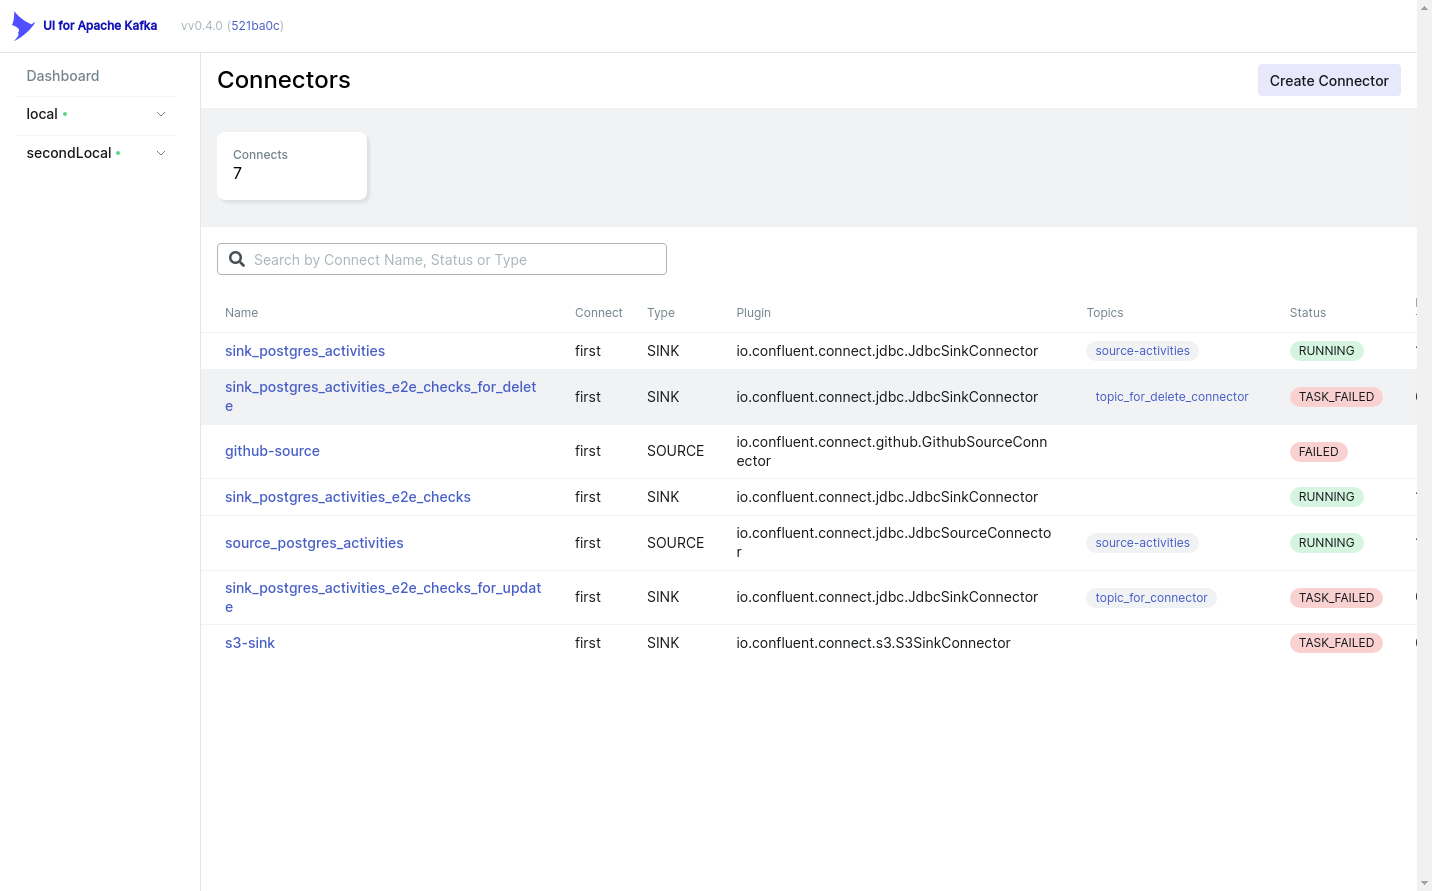 UI for Apache Kafka vv0.4.0 (521ba0c)
Dashboard
local
secondLocal
Connectors
Create Connector
Connects
7
Search by Connect Name, Status or Type
Name Connect Type Plugin Topics Status
sink_postgres_activities first SINK io.confluent.connect.jdbc.JdbcSinkConnector source-activities RUNNING
sink_postgres_activities_e2e_checks_for_delet
e first SINK io.confluent.connect.jdbc.JdbcSinkConnector topic_for_delete_connector TASK_FAILED
github-source first SOURCE io.confluent.connect.github.GithubSourceConn
ector FAILED
sink_postgres_activities_e2e_checks first SINK io.confluent.connect.jdbc.JdbcSinkConnector RUNNING
source_postgres_activities first SOURCE io.confluent.connect.jdbc.JdbcSourceConnecto
r source-activities RUNNING
sink_postgres_activities_e2e_checks_for_updat
e first SINK io.confluent.connect.jdbc.JdbcSinkConnector topic_for_connector TASK_FAILED
s3-sink first SINK io.confluent.connect.s3.S3SinkConnector TASK_FAILED